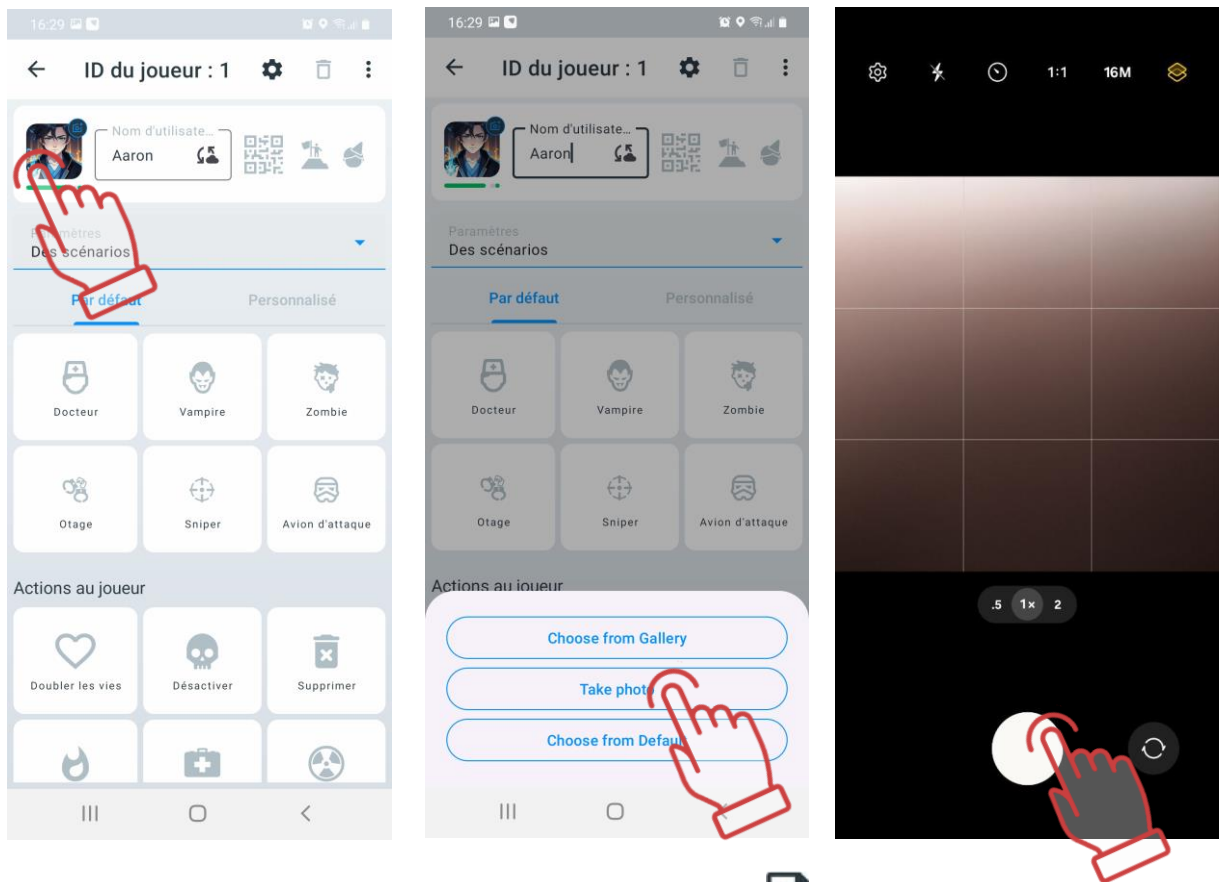 16:29
ID du joueur : 1
Nom d'utilisate...
Aaron
Paramètres
Des scénarios
Par défaut
Personnalisé
Docteur
Vampire
Zombie
Otage
Sniper
Avion d'attaque
Actions au joueur
Doubler les vies
Désactiver
Supprimer
16:29
ID du joueur : 1
Nom d'utilisate...
Aaron
Paramètres
Des scénarios
Par défaut
Personnalisé
Docteur
Vampire
Zombie
Otage
Sniper
Avion d'attaque
Actions au joueur
Choose from Gallery
Take photo
Choose from Default
1:1
16M
.5
1x
2